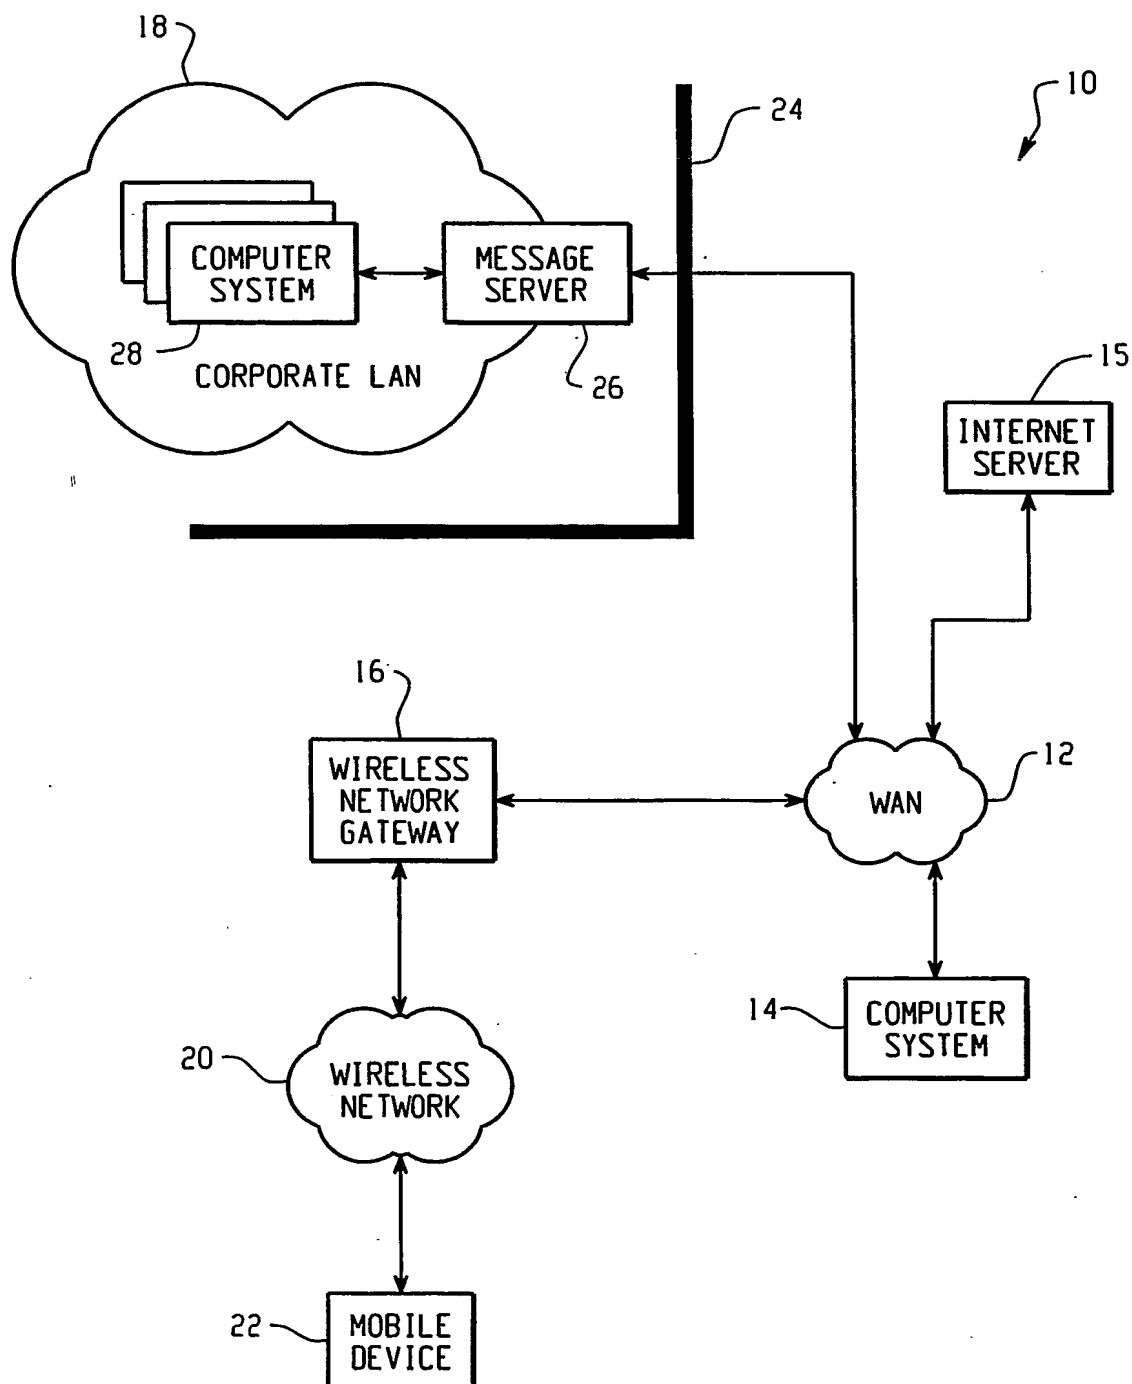 18
10
24
COMPUTER
SYSTEM
MESSAGE
SERVER
28
CORPORATE LAN
26
15
INTERNET
SERVER
16
WIRELESS
NETWORK
GATEWAY
12
WAN
14
COMPUTER
SYSTEM
20
WIRELESS
NETWORK
22
MOBILE
DEVICE